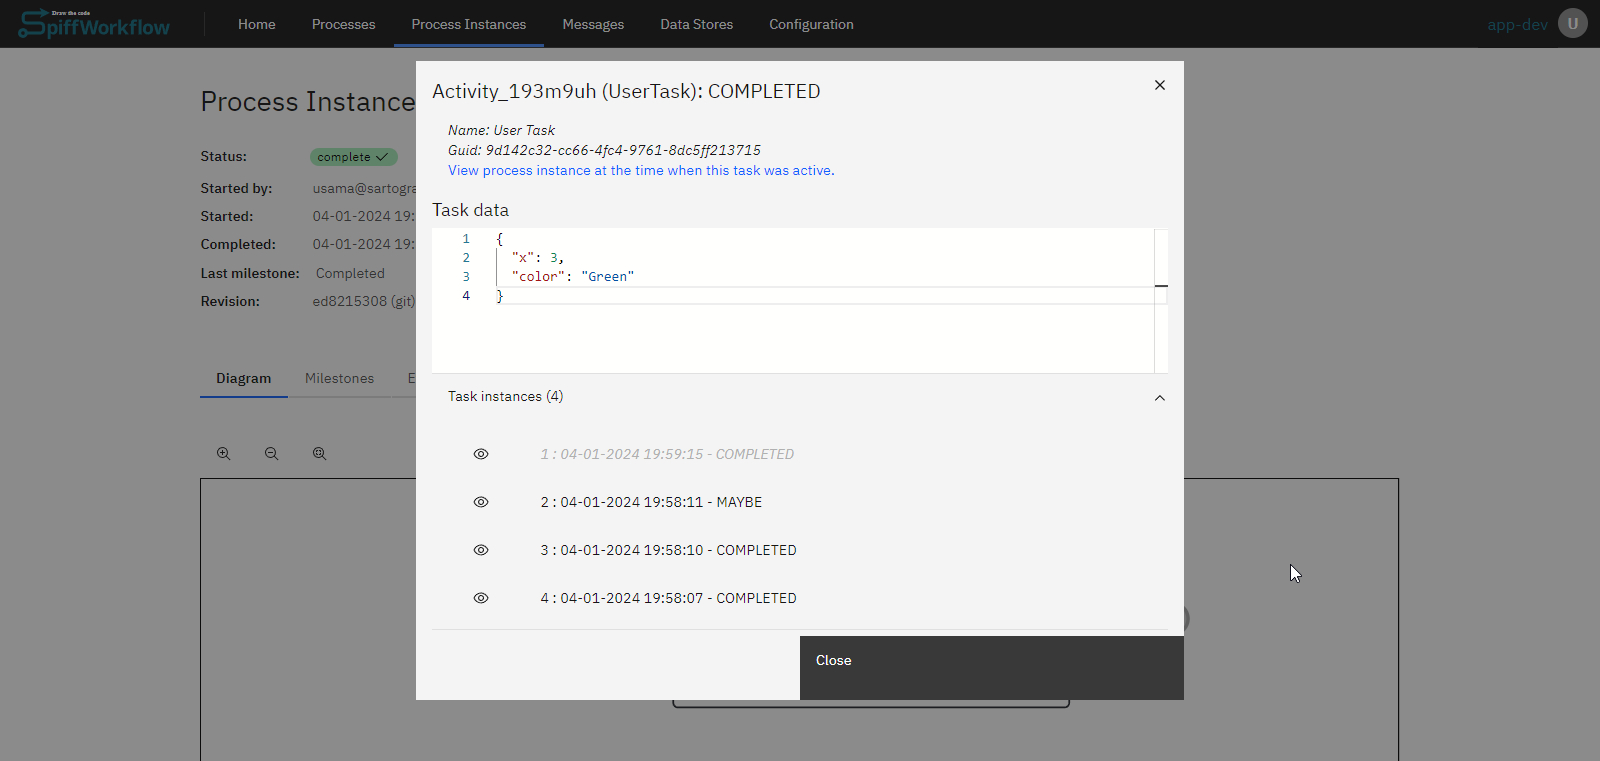 Draw the code
SpiffWorkflow
Home
Processes
Process Instances
Messages
Data Stores
Configuration
app-dev
U
Process Instance
Status:
complete
Started by:
usama@sartogra
Started:
04-01-2024 19:
Completed:
04-01-2024 19:
Last milestone:
Completed
Revision:
ed8215308 (git)
Diagram
Milestones
E
Activity_193m9uh (UserTask): COMPLETED
Name: User Task
Guid: 9d142c32-cc66-4fc4-9761-8dc5ff213715
View process instance at the time when this task was active.
Task data
1 {
2 "x": 3,
3 "color": "Green"
4 }
Task instances (4)
1 : 04-01-2024 19:59:15 - COMPLETED
2 : 04-01-2024 19:58:11 - MAYBE
3 : 04-01-2024 19:58:10 - COMPLETED
4 : 04-01-2024 19:58:07 - COMPLETED
Close